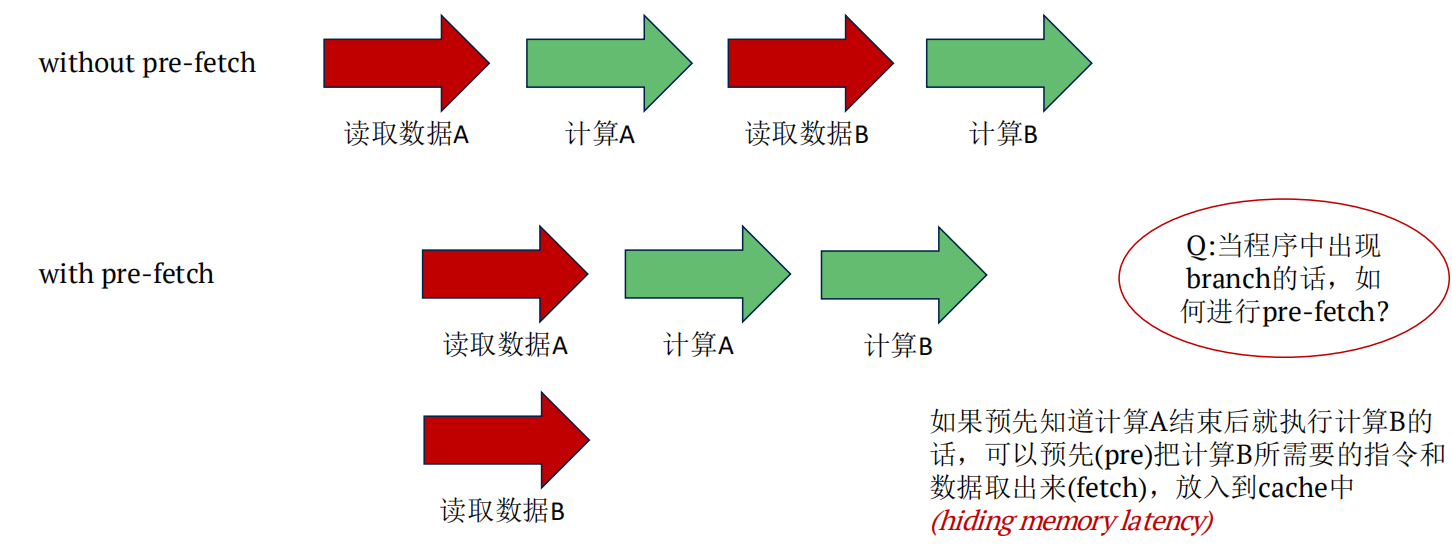 without pre-fetch
读取数据A
计算A
读取数据B
计算B
with pre-fetch
读取数据A
计算A
计算B
读取数据B
Q:当程序中出现
branch的话，如
何进行pre-fetch?
如果预先知道计算A结束后就执行计算B的
话，可以预先(pre)把计算B所需要的指令和
数据取出来(fetch)，放入到cache中
(hiding memory latency)